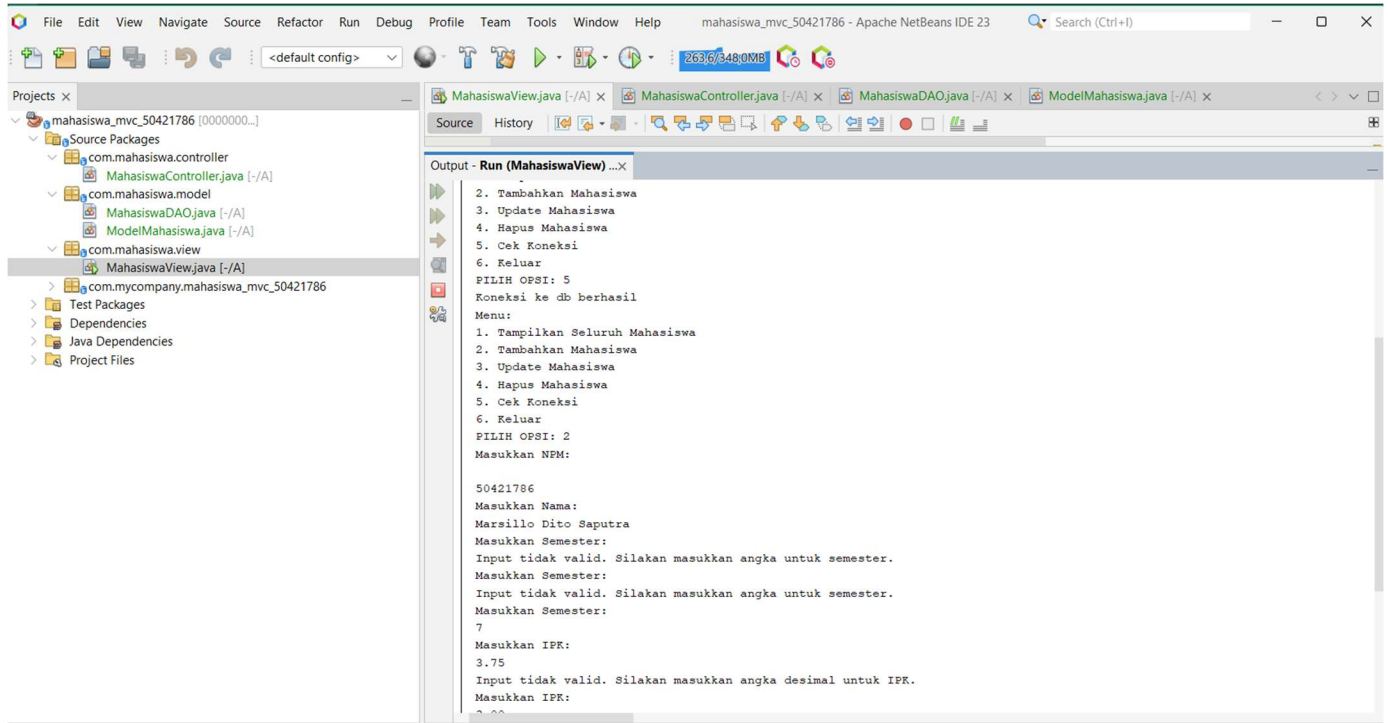 File Edit View Navigate Source Refactor Run Debug Profile Team Tools Window Help mahasiswa_mvc_50421786 - Apache NetBeans IDE 23 Search (Ctrl+I)
<default config> 263,6/348,0MB
Projects
mahasiswa_mvc_50421786 [0000000...]
Source Packages
com.mahasiswa.controller
MahasiswaController.java [-/A]
com.mahasiswa.model
MahasiswaDAO.java [-/A]
ModelMahasiswa.java [-/A]
com.mahasiswa.view
MahasiswaView.java [-/A]
com.mycompany.mahasiswa_mvc_50421786
Test Packages
Dependencies
Java Dependencies
Project Files
MahasiswaView.java [-/A] MahasiswaController.java [-/A] MahasiswaDAO.java [-/A] ModelMahasiswa.java [-/A]
Source History
Output - Run (MahasiswaView) ...
2. Tambahkan Mahasiswa
3. Update Mahasiswa
4. Hapus Mahasiswa
5. Cek Koneksi
6. Keluar
PILIH OPSI: 5
Koneksi ke db berhasil
Menu:
1. Tampilkan Seluruh Mahasiswa
2. Tambahkan Mahasiswa
3. Update Mahasiswa
4. Hapus Mahasiswa
5. Cek Koneksi
6. Keluar
PILIH OPSI: 2
Masukkan NPM:
50421786
Masukkan Nama:
Marsillo Dito Saputra
Masukkan Semester:
Input tidak valid. Silakan masukkan angka untuk semester.
Masukkan Semester:
Input tidak valid. Silakan masukkan angka untuk semester.
Masukkan Semester:
7
Masukkan IPK:
3.75
Input tidak valid. Silakan masukkan angka desimal untuk IPK.
Masukkan IPK: